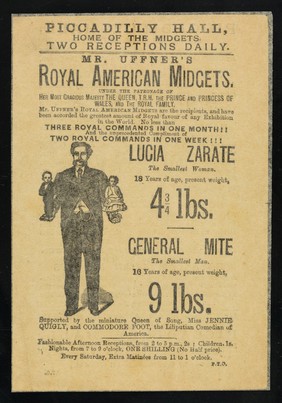 PICCADILLY HALL,
HOME OF THE MIDGETS.
TWO RECEPTIONS DAILY.
MR. UFFNER'S
ROYAL AMERICAN MIDGETS.
UNDER THE PATRONAGE OF
HER MOST GRACIOUS MAJESTY THE QUEEN, T.R.H. THE PRINCE AND PRINCESS OF
WALES, AND THE ROYAL FAMILY.
MR. UFFNER'S ROYAL AMERICAN MIDGETS are the recipients, and have
been accorded the greatest amount of Royal favour of any Exhibition
in the World. No less than
THREE ROYAL COMMANDS IN ONE MONTH!!
And the unprecedented Compliment of
TWO ROYAL COMMANDS IN ONE WEEK!!!
LUCIA ZARATE
The Smallest Woman.
18 Years of age, present weight,
4¾ lbs.
GENERAL MITE
The Smallest Man.
16 Years of age, present weight,
9 lbs.
Supported by the miniature Queen of Song, Miss JENNIE
QUIGLY, and COMMODORE FOOT, the Liliputian Comedian of
America.
Fashionable Afternoon Receptions, from 2 to 5 p.m., 2s; Children, 1s.
Nights, from 7 to 9 o'clock, ONE SHILLING (No Half price).
Every Saturday, Extra Matinée from 11 to 1 o'clock.
P.T.O.